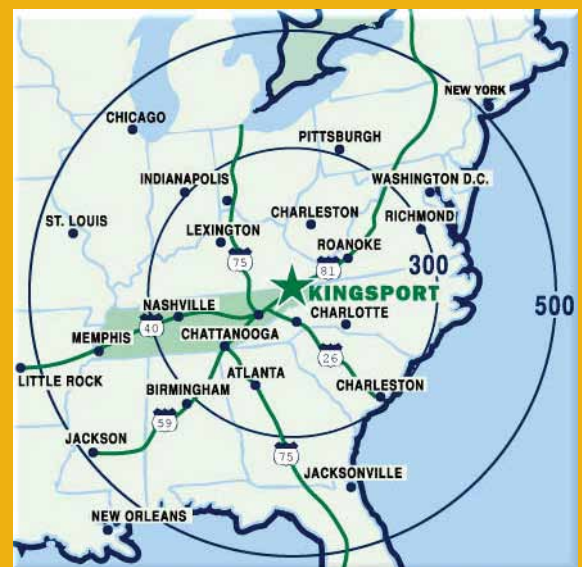 NEW YORK
CHICAGO
PITTSBURGH
INDIANAPOLIS
WASHINGTON D.C.
ST. LOUIS
CHARLESTON
RICHMOND
LEXINGTON
ROANOKE
75
81
300
KINGSPORT
500
NASHVILLE
40
CHARLOTTE
MEMPHIS
CHATTANOOGA
26
LITTLE ROCK
ATLANTA
BIRMINGHAM
CHARLESTON
59
JACKSON
75
JACKSONVILLE
NEW ORLEANS